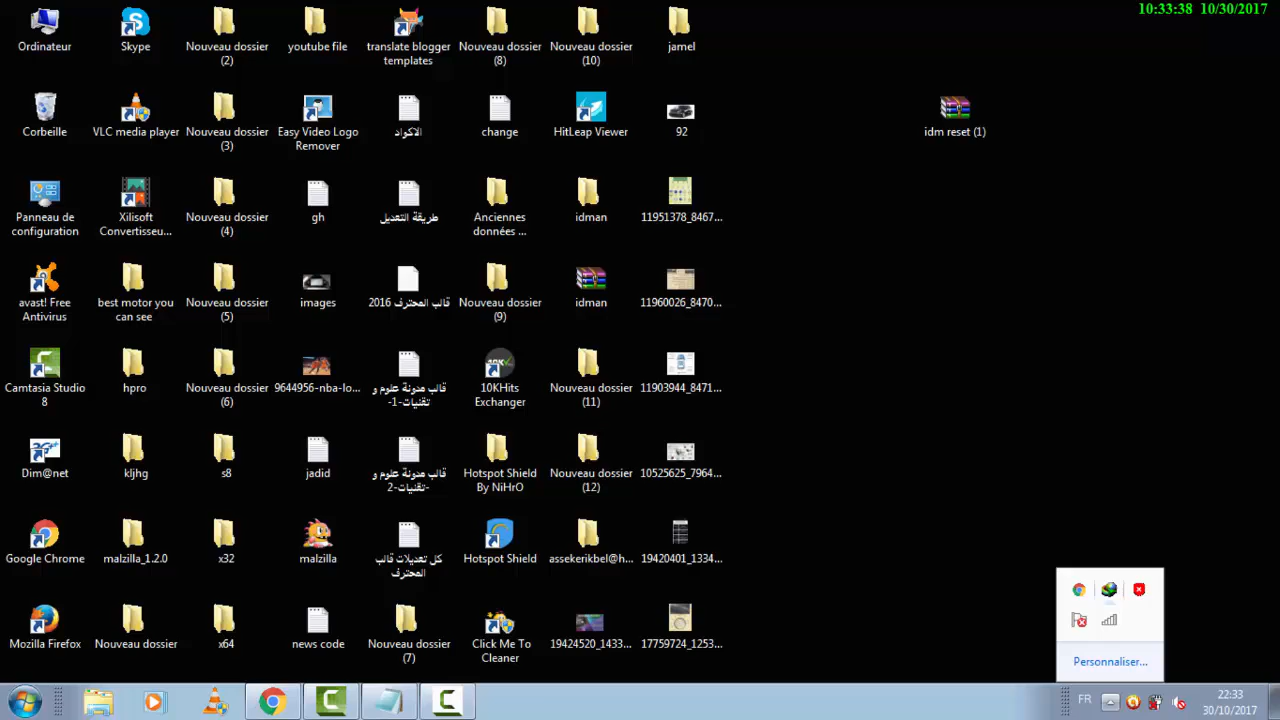 10:33:38 10/30/2017
Ordinateur
Skype
Nouveau dossier
(2)
youtube file
translate blogger
templates
Nouveau dossier
(8)
Nouveau dossier
(10)
jamel
Corbeille
VLC media player
Nouveau dossier
(3)
Easy Video Logo
Remover
الاكواد
change
HitLeap Viewer
92
idm reset (1)
Panneau de
configuration
Xilisoft
Convertisseu...
Nouveau dossier
(4)
gh
طريقة التعديل
Anciennes
données ...
idman
11951378_8467...
avast! Free
Antivirus
best motor you
can see
Nouveau dossier
(5)
images
قالب المحترف 2016
Nouveau dossier
(9)
idman
11960026_8470...
Camtasia Studio
8
hpro
Nouveau dossier
(6)
9644956-nba-lo...
قالب مدونة علوم و
تقنيات-1-
10KHits
Exchanger
Nouveau dossier
(11)
11903944_8471...
Dim@net
kljhg
s8
jadid
قالب مدونة علوم و
تقنيات-2-
Hotspot Shield
By NiHrO
Nouveau dossier
(12)
10525625_7964...
Google Chrome
malzilla_1.2.0
x32
malzilla
كل تعديلات قالب
المحترف
Hotspot Shield
assekerikbel@h...
19420401_1334...
Mozilla Firefox
Nouveau dossier
x64
news code
Nouveau dossier
(7)
Click Me To
Cleaner
19424520_1433...
17759724_1253...
Personnaliser...
FR
22:33
30/10/2017